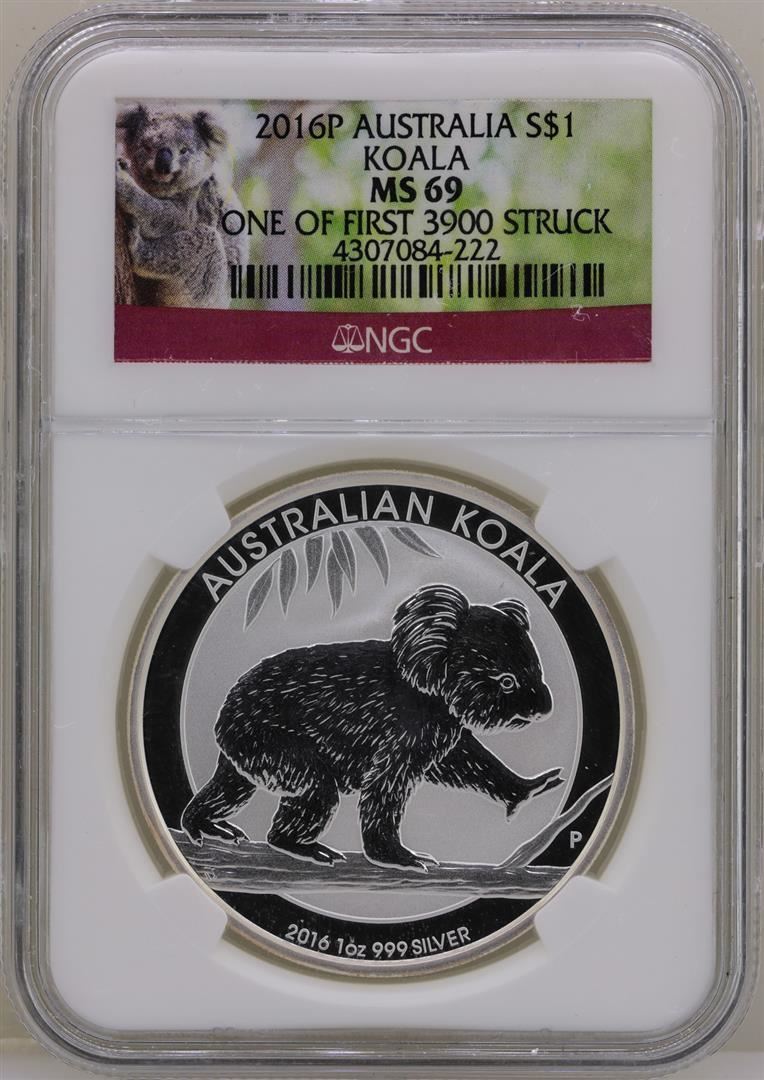 2016P AUSTRALIA S$1
KOALA
MS 69
ONE OF FIRST 3900 STRUCK
4307084-222
NGC
AUSTRALIAN KOALA
P
2016 1oz 999 SILVER